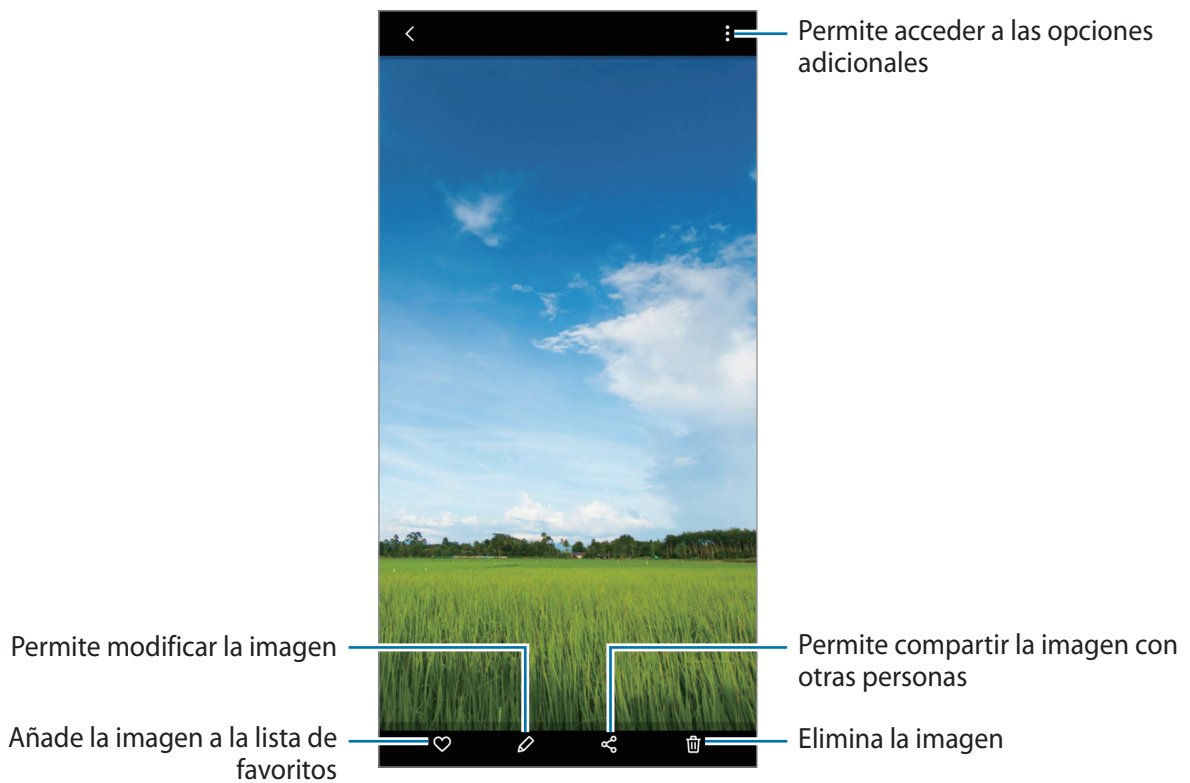 Permite acceder a las opciones
adicionales
Permite modificar la imagen
Permite compartir la imagen con
otras personas
Añade la imagen a la lista de
favoritos
Elimina la imagen